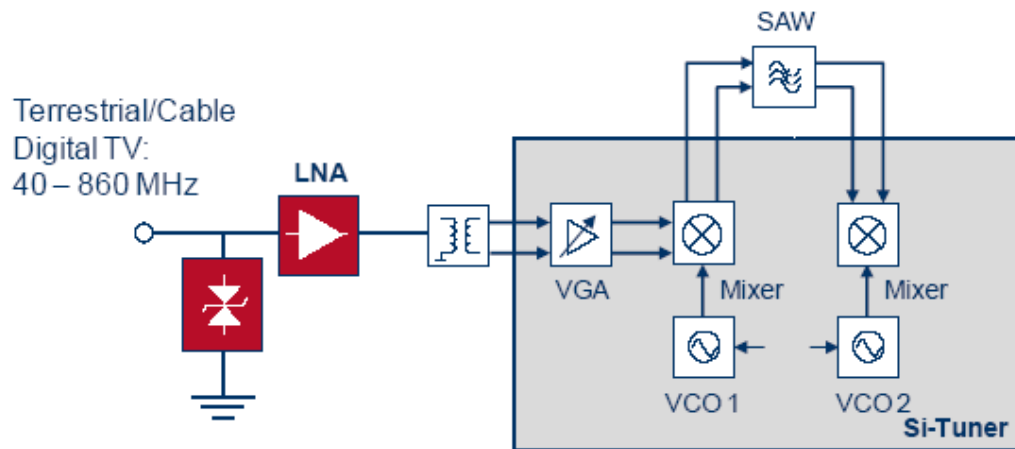 SAW
Terrestrial/Cable
Digital TV:
40 – 860 MHz
LNA
VGA
Mixer
Mixer
VCO 1
VCO 2
Si-Tuner